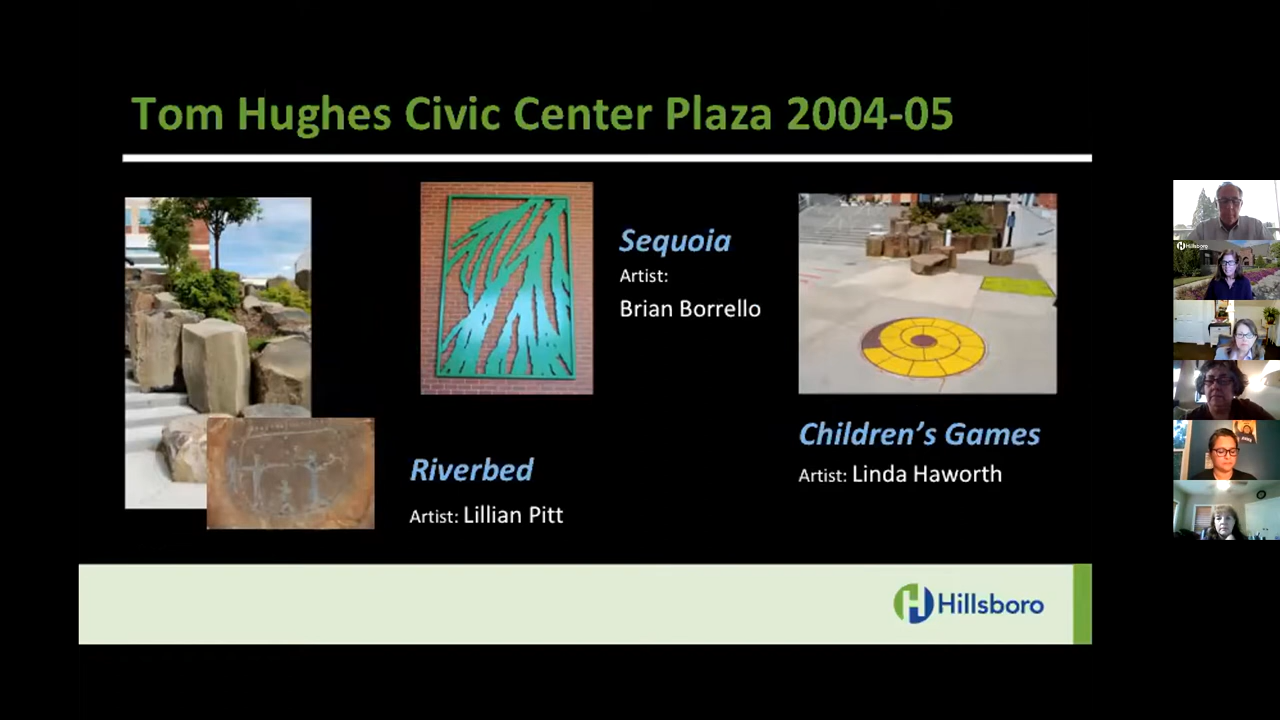 Tom Hughes Civic Center Plaza 2004-05
Sequoia
Artist:
Brian Borrello
Riverbed
Artist: Lillian Pitt
Children's Games
Artist: Linda Haworth
Hillsboro
Hillsboro